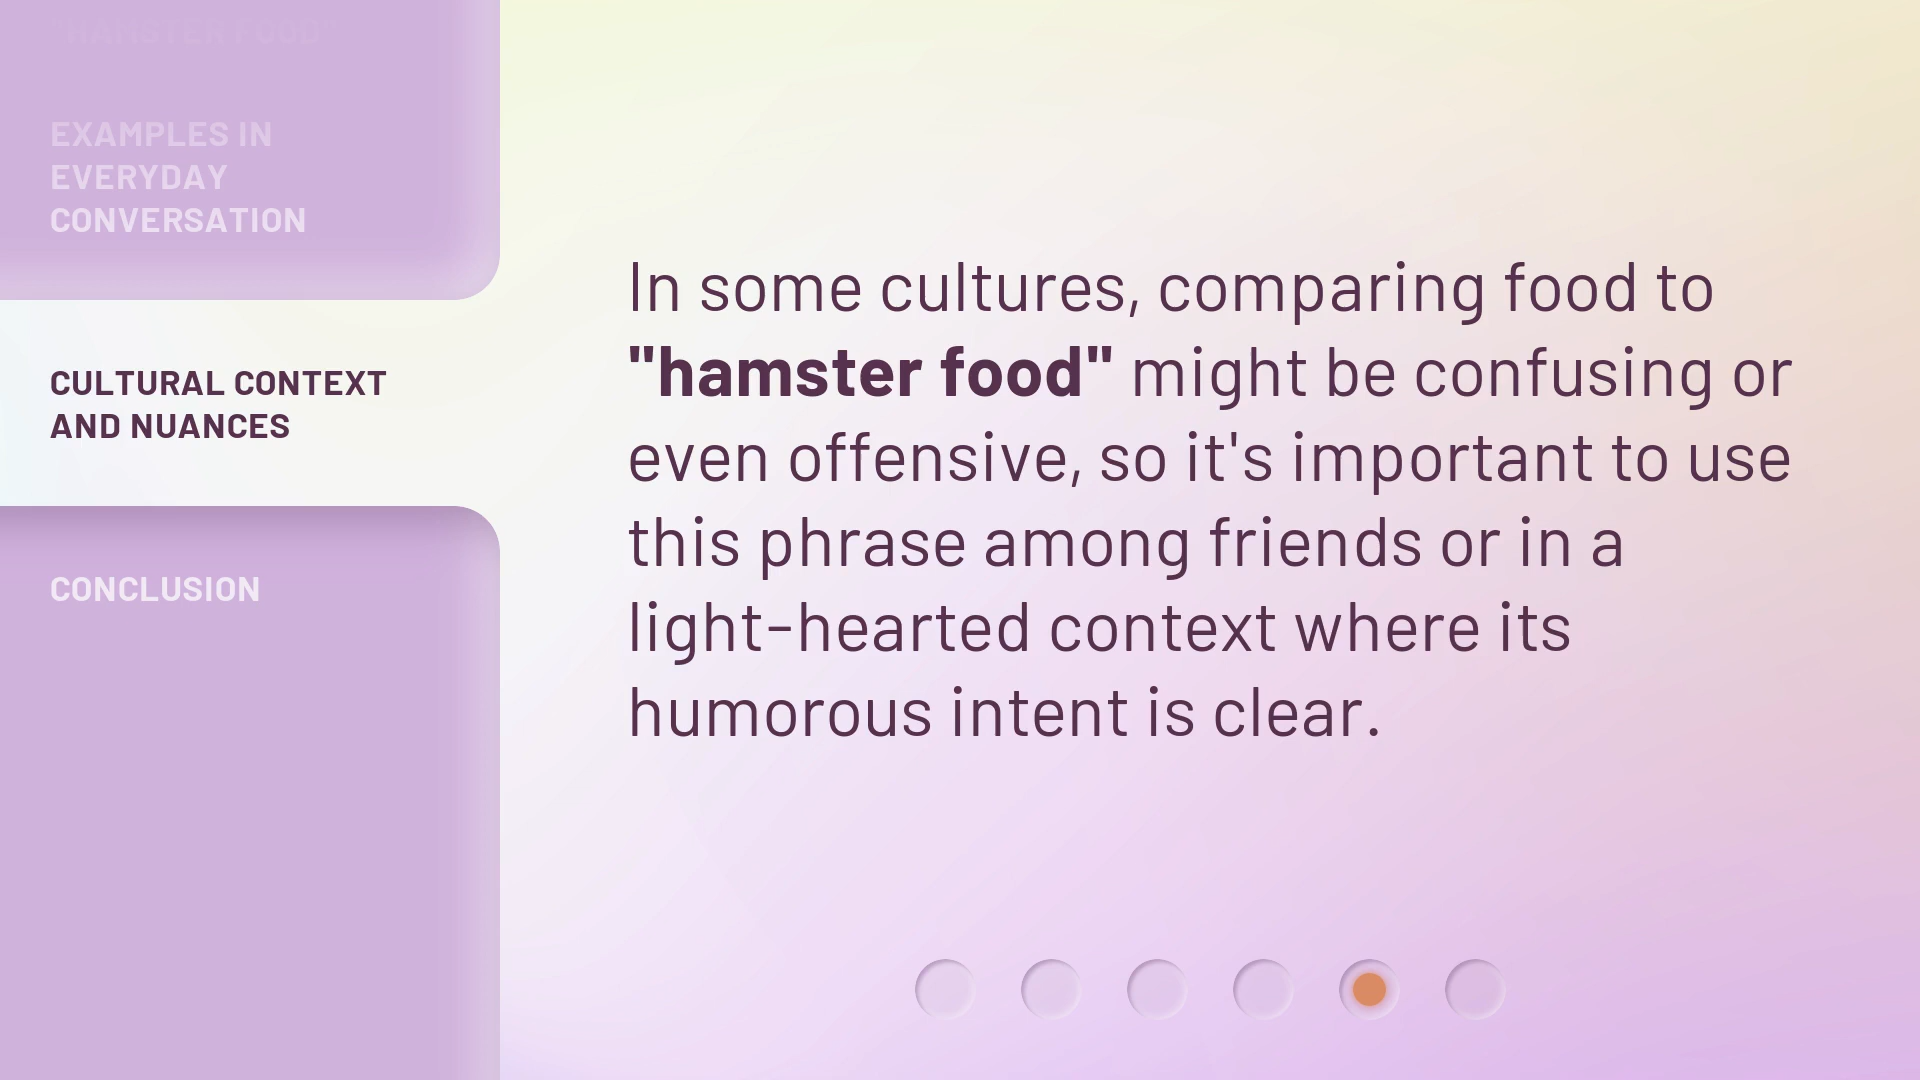 "HAMSTER FOOD"
EXAMPLES IN
EVERYDAY
CONVERSATION
CULTURAL CONTEXT
AND NUANCES
CONCLUSION
In some cultures, comparing food to
"hamster food" might be confusing or
even offensive, so it's important to use
this phrase among friends or in a
light-hearted context where its
humorous intent is clear.